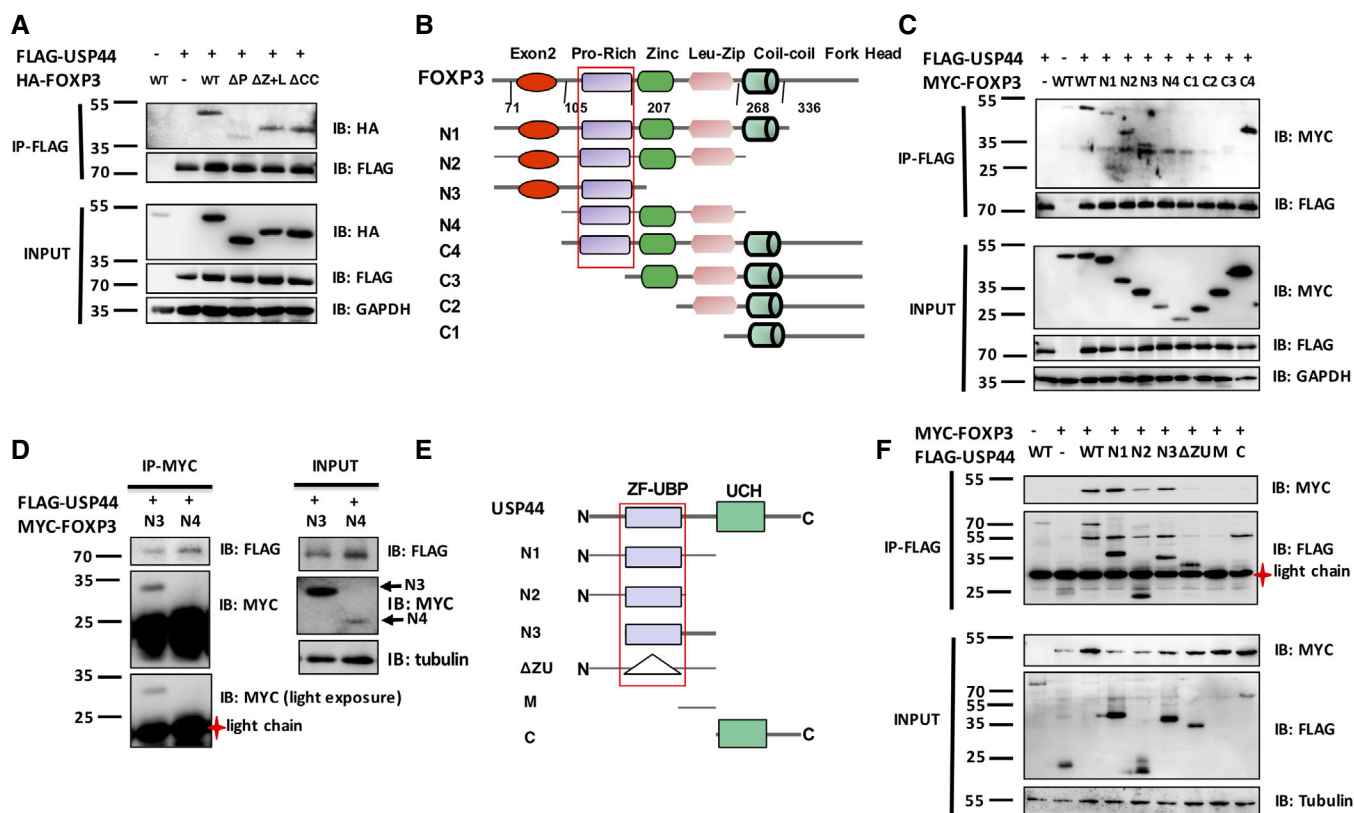 A
FLAG-USP44 - + + + + +
HA-FOXP3 WT - WT ΔP ΔZ+L ΔCC
IP-FLAG
55
35
IB: HA
70
IB: FLAG
INPUT
55
35
IB: HA
70
IB: FLAG
35
IB: GAPDH
B
Exon2 Pro-Rich Zinc Leu-Zip Coil-coil Fork Head
FOXP3
71 105 207 268 336
N1
N2
N3
N4
C4
C3
C2
C1
C
FLAG-USP44 + - + + + + + + + + +
MYC-FOXP3 - WT WT N1 N2 N3 N4 C1 C2 C3 C4
IP-FLAG
55
35
25
IB: MYC
70
IB: FLAG
INPUT
55
35
25
IB: MYC
70
IB: FLAG
35
IB: GAPDH
D
IP-MYC INPUT
FLAG-USP44 + + + +
MYC-FOXP3 N3 N4 N3 N4
70
IB: FLAG
IB: FLAG
35
25
IB: MYC
N3
IB: MYC
N4
IB: tubulin
35
25
IB: MYC (light exposure)
light chain
E
ZF-UBP UCH
USP44 N C
N1 N
N2 N
N3
ΔZU N
M
C C
F
MYC-FOXP3 - + + + + + + + +
FLAG-USP44 WT - WT N1 N2 N3 ΔZU M C
IP-FLAG
55
IB: MYC
70
55
35
25
IB: FLAG
light chain
INPUT
55
IB: MYC
70
55
35
25
IB: FLAG
55
IB: Tubulin